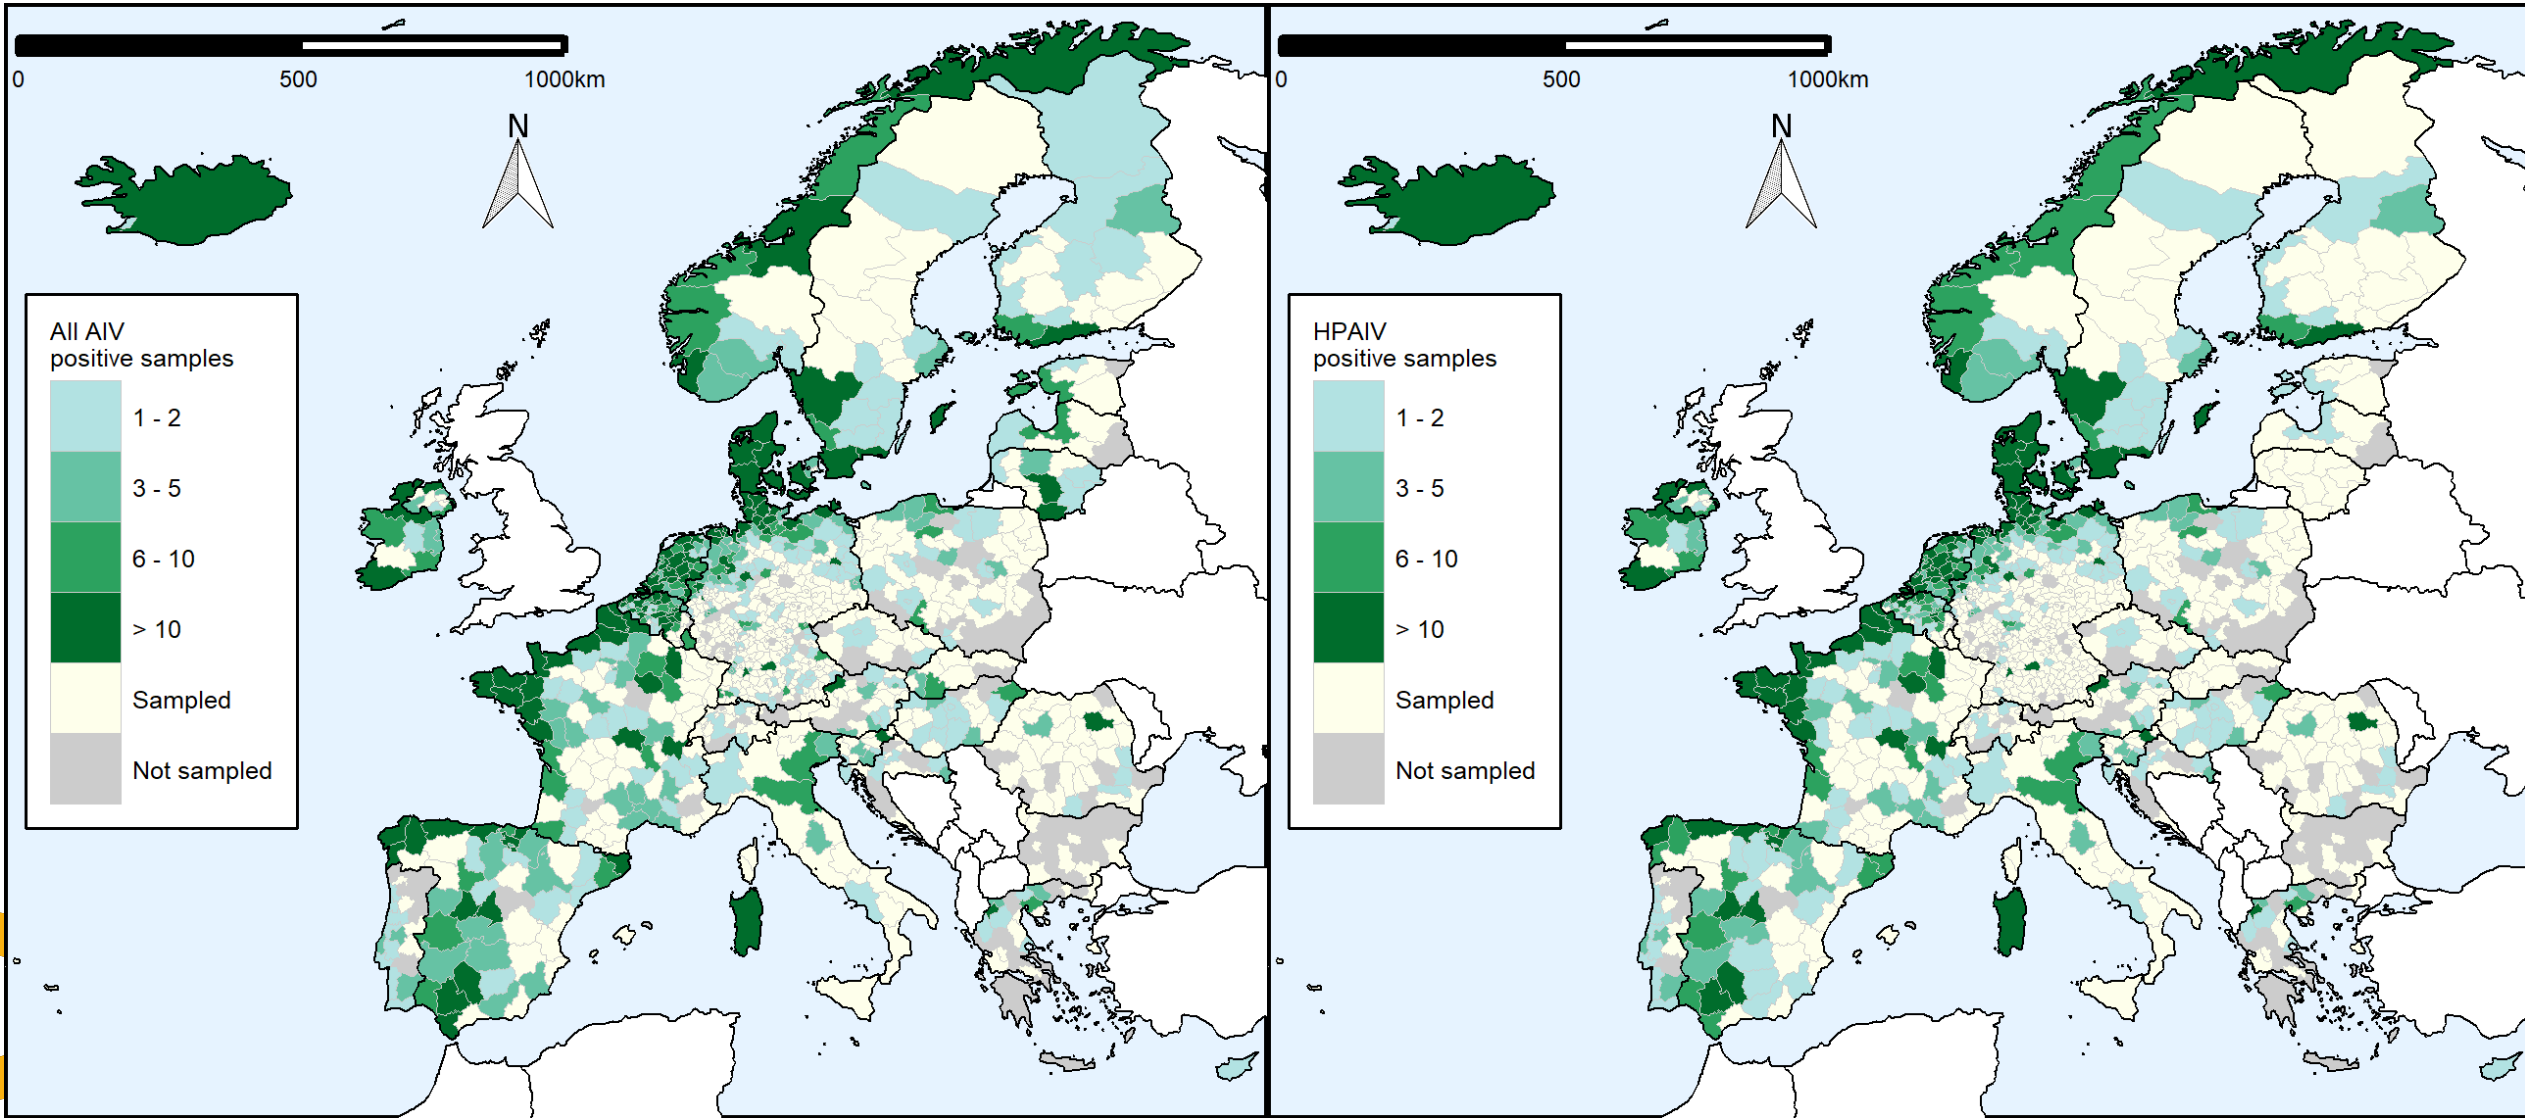 0 500 1000km
N
All AIV
positive samples
1 - 2
3 - 5
6 - 10
> 10
Sampled
Not sampled
0 500 1000km
N
HPAIV
positive samples
1 - 2
3 - 5
6 - 10
> 10
Sampled
Not sampled